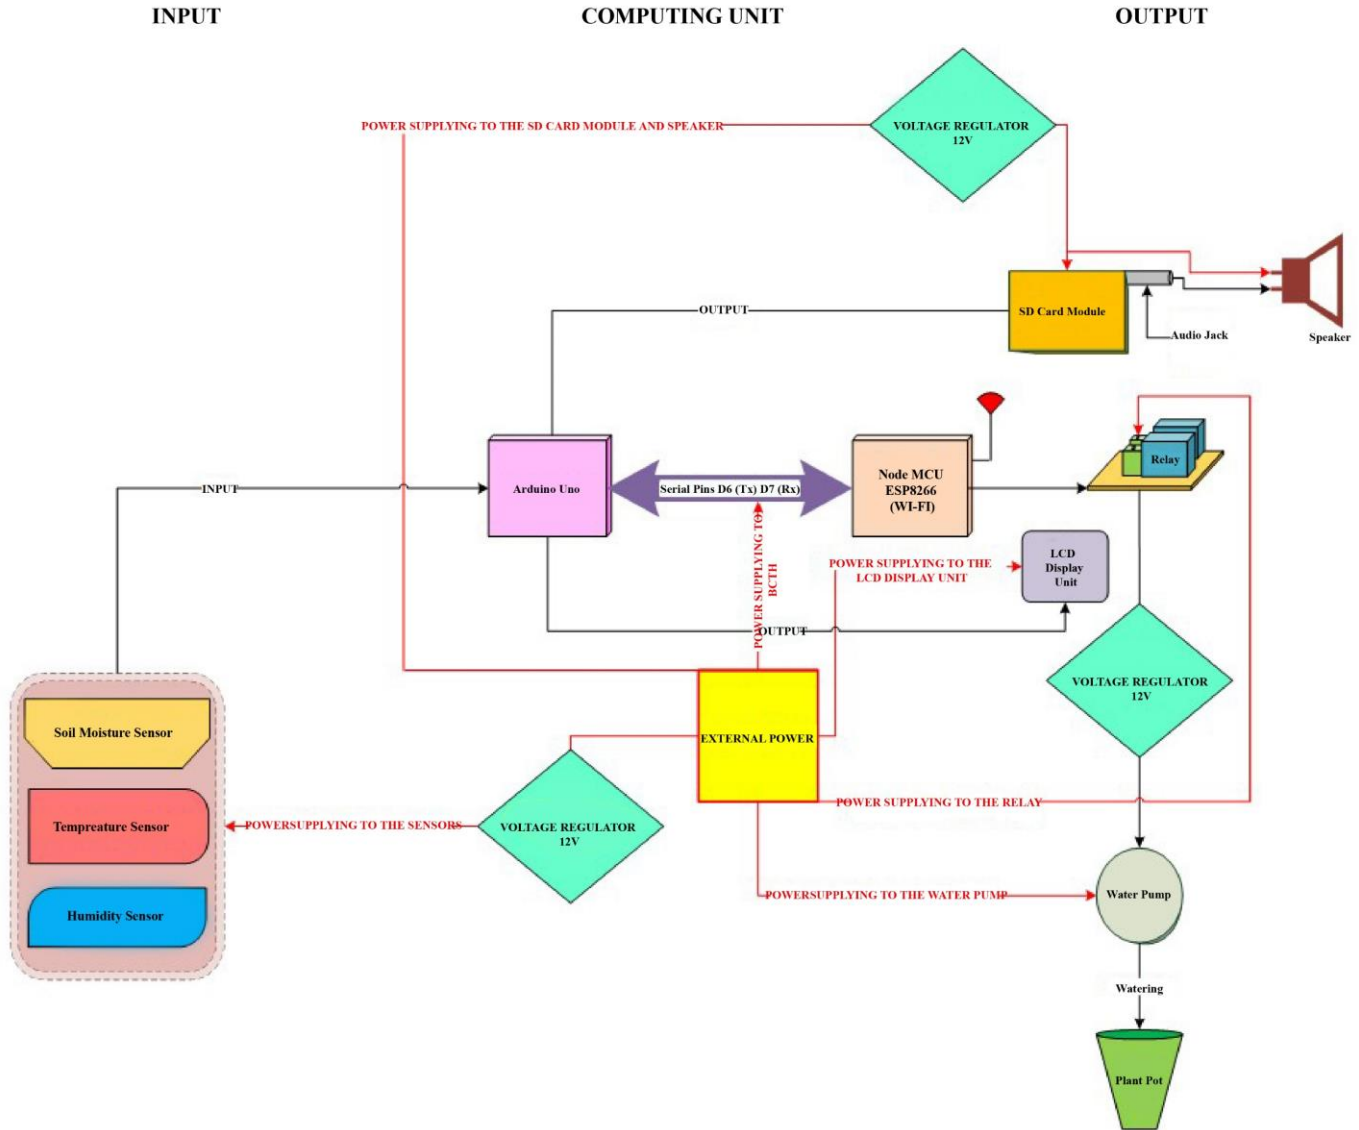 INPUT
COMPUTING UNIT
OUTPUT
POWER SUPPLYING TO THE SD CARD MODULE AND SPEAKER
VOLTAGE REGULATOR
12V
OUTPUT
SD Card Module
Audio Jack
Speaker
INPUT
Arduino Uno
Serial Pins D6 (Tx) D7 (Rx)
Node MCU
ESP8266
(WI-FI)
Relay
POWER SUPPLYING TO
BCTH
POWER SUPPLYING TO THE
LCD DISPLAY UNIT
LCD
Display
Unit
OUTPUT
VOLTAGE REGULATOR
12V
Soil Moisture Sensor
Tempreature Sensor
Humidity Sensor
POWERSUPPLYING TO THE SENSORS
VOLTAGE REGULATOR
12V
EXTERNAL POWER
POWER SUPPLYING TO THE RELAY
POWERSUPPLYING TO THE WATER PUMP
Water Pump
Watering
Plant Pot